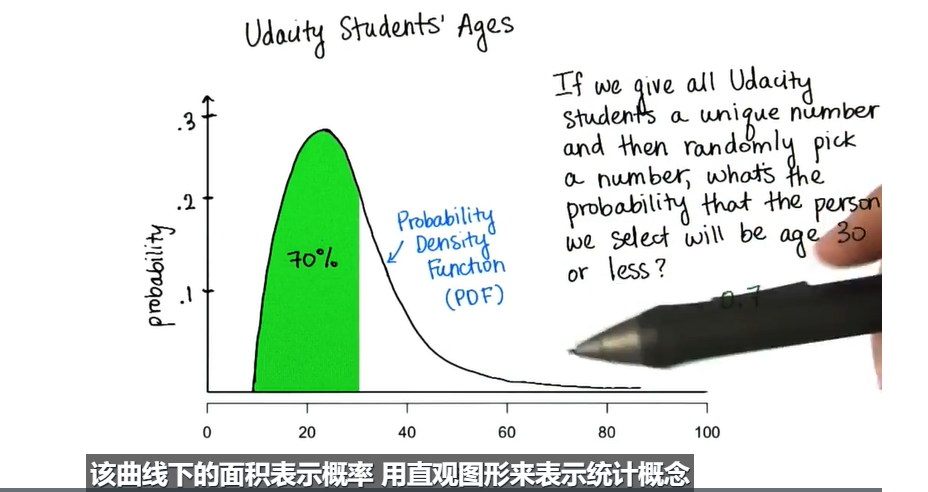 Udacity Students' Ages
If we give all Udacity
students a unique number
and then randomly pick
a number, what's the
probability that the person
we select will be age 30
or less?
0.7
.3
.2
.1
probability
70%
Probability
Density
Function
(PDF)
0 20 40 60 80 100
该曲线下的面积表示概率 用直观图形来表示统计概念